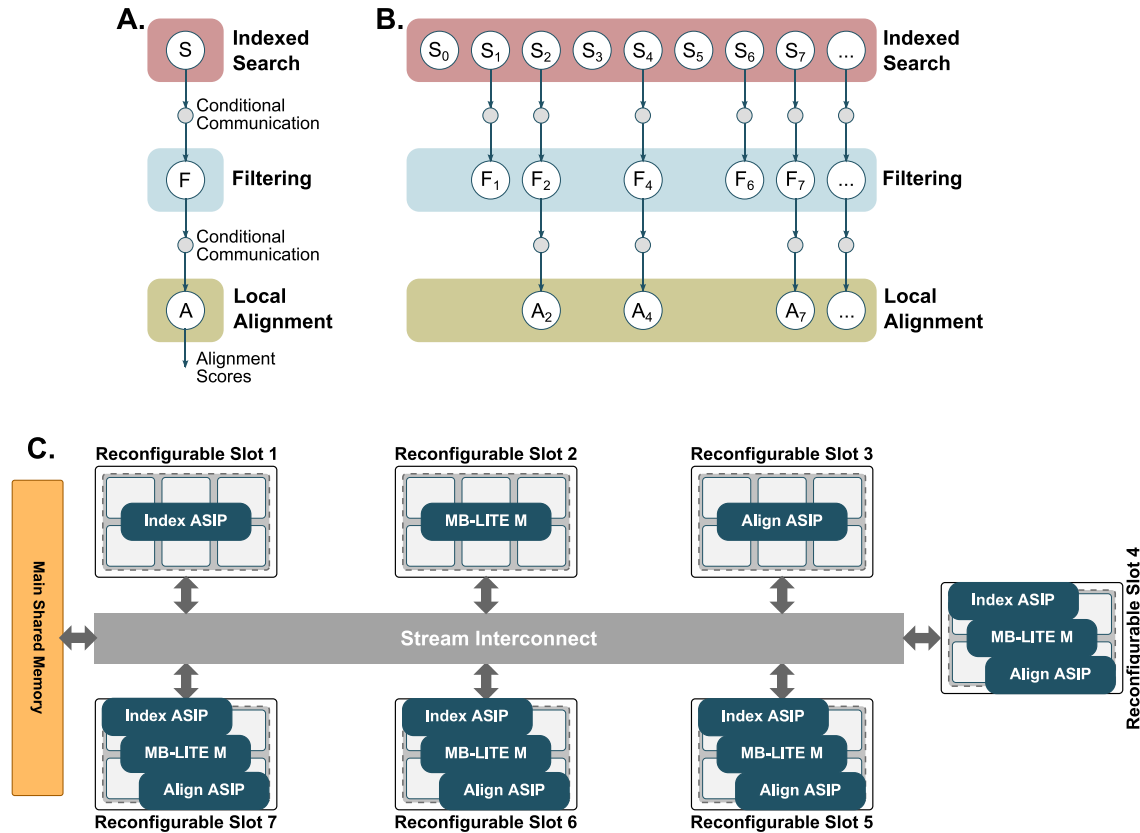 A.
S
Indexed
Search
Conditional
Communication
F
Filtering
Conditional
Communication
A
Local
Alignment
Alignment
Scores
B.
S0 S1 S2 S3 S4 S5 S6 S7 ...
Indexed
Search
F1 F2 F4 F6 F7 ...
Filtering
A2 A4 A7 ...
Local
Alignment
C.
Main Shared Memory
Reconfigurable Slot 1
Index ASIP
Reconfigurable Slot 2
MB-LITE M
Reconfigurable Slot 3
Align ASIP
Stream Interconnect
Reconfigurable Slot 4
Index ASIP
MB-LITE M
Align ASIP
Index ASIP
MB-LITE M
Align ASIP
Reconfigurable Slot 7
Index ASIP
MB-LITE M
Align ASIP
Reconfigurable Slot 6
Index ASIP
MB-LITE M
Align ASIP
Reconfigurable Slot 5